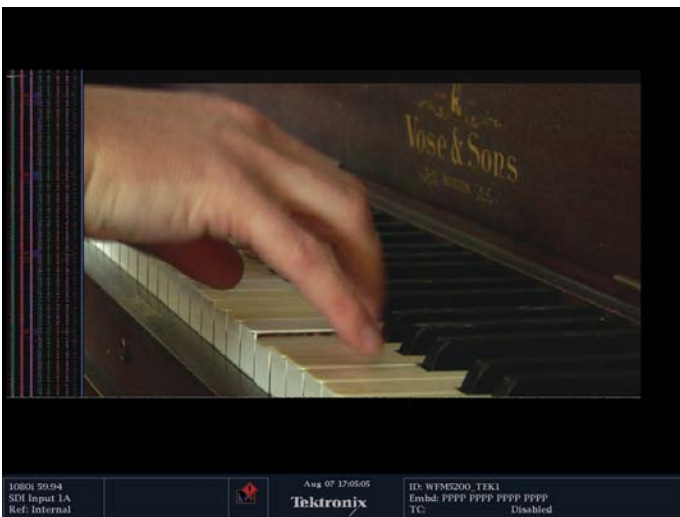 Vose & Sons
BOSTON
1080i 59.94
SDI Input 1A
Ref: Internal
Aug 07 17:05:05
Tektronix
ID: WFM5200_TEK1
Embd: PPPP PPPP PPPP PPPP
TC: Disabled